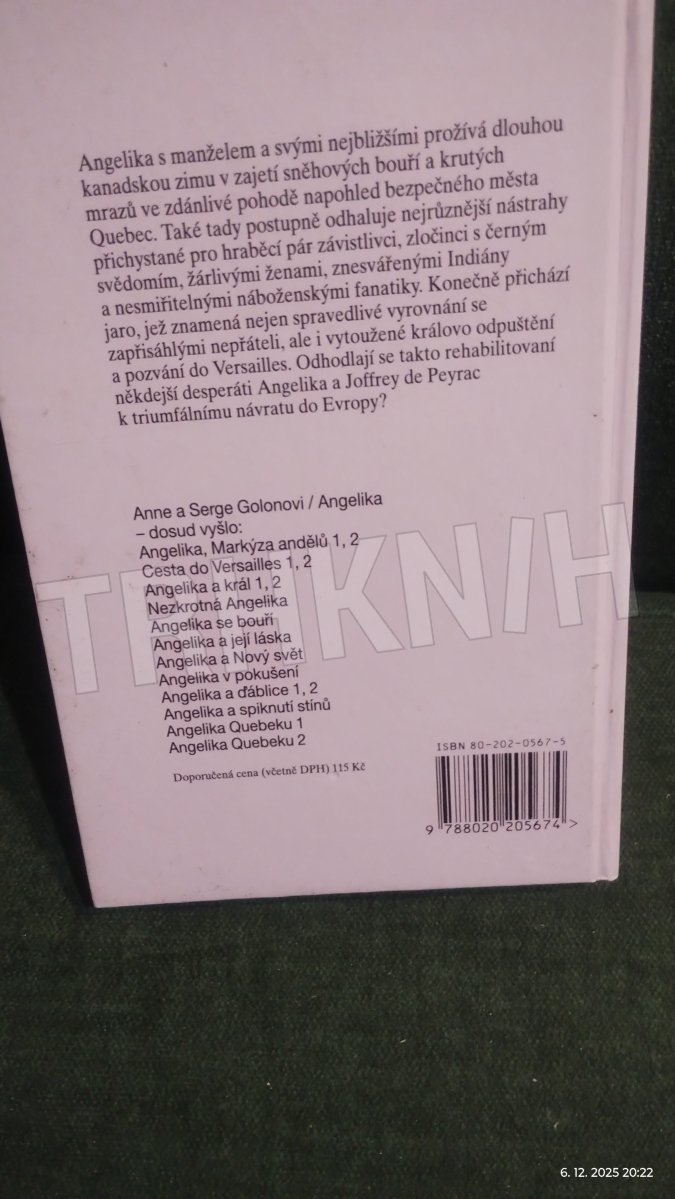 Angelika s manželem a svými nejbližšími prožívá dlouhou
kanadskou zimu v zajetí sněhových bouří a krutých
mrazů ve zdánlivé pohodě napohled bezpečného města
Quebec. Také tady postupně odhaluje nejrůznější nástrahy
přichystané pro hraběcí pár závistlivci, zločinci s černým
svědomím, žárlivými ženami, znesvářenými Indiány
a nesmiřitelnými náboženskými fanatiky. Konečně přichází
jaro, jež znamená nejen spravedlivé vyrovnání se
zapřisáhlými nepřáteli, ale i vytoužené královo odpuštění
a pozvání do Versailles. Odhodlají se takto rehabilitovaní
někdejší desperáti Angelika a Joffrey de Peyrac
k triumfálnímu návratu do Evropy?
Anne a Serge Golonovi / Angelika
– dosud vyšlo:
Angelika, Markýza andělů 1, 2
Cesta do Versailles 1, 2
Angelika a král 1, 2
Nezkrotná Angelika
Angelika se bouří
Angelika a její láska
Angelika a Nový svět
Angelika v pokušení
Angelika a ďáblice 1, 2
Angelika a spiknutí stínů
Angelika Quebeku 1
Angelika Quebeku 2
Doporučená cena (včetně DPH) 115 Kč
ISBN 80-202-0567-5
9 788020 205674 >
6. 12. 2025 20:22